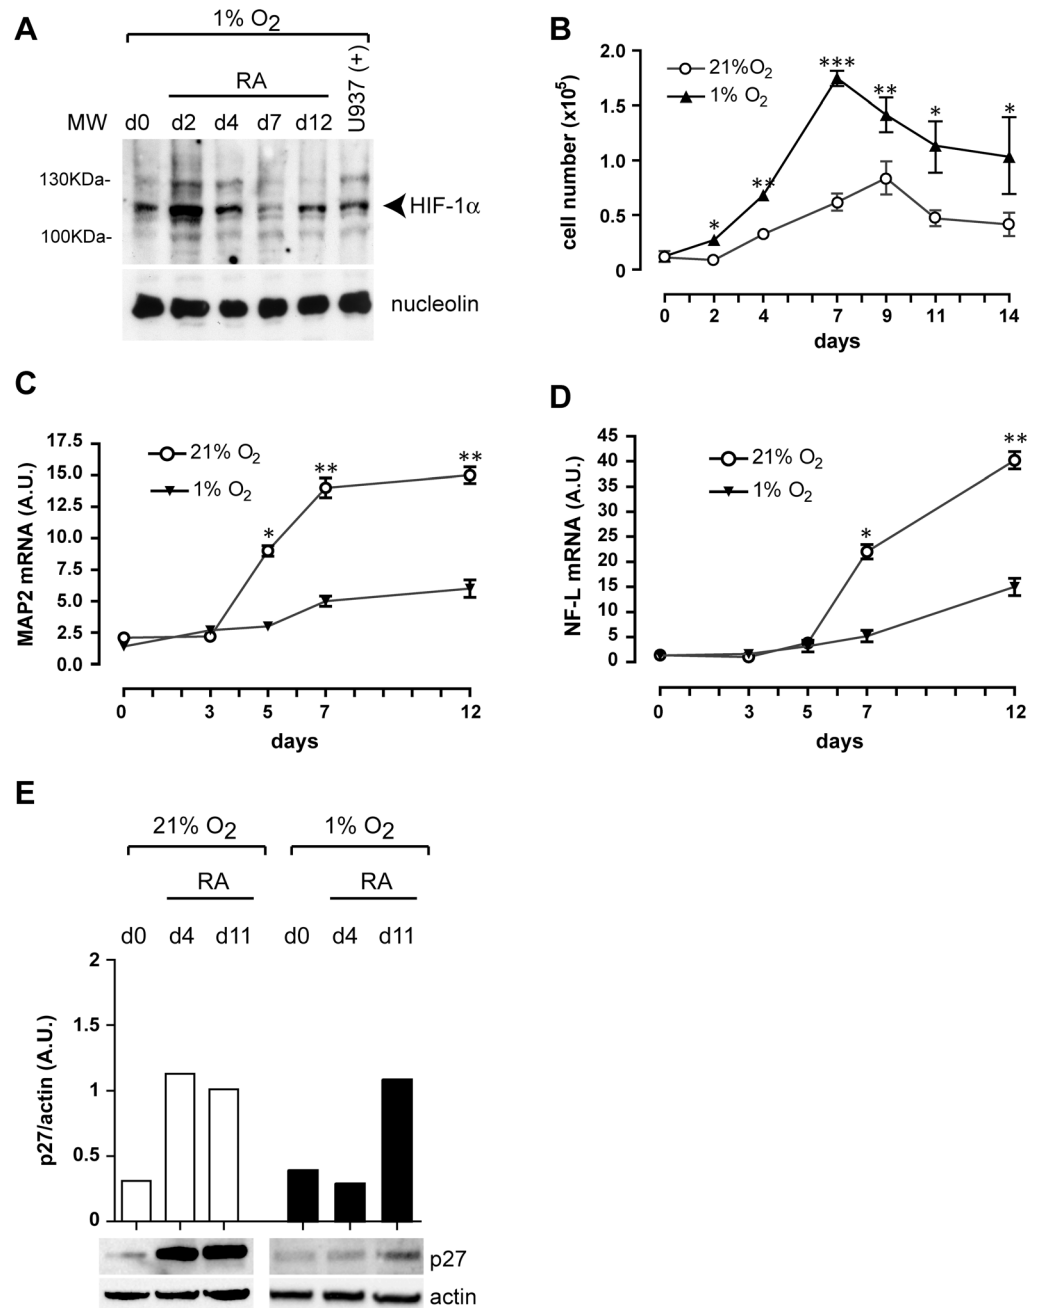 A
1% O2
RA
U937 (+)
MW d0 d2 d4 d7 d12
130KDa-
HIF-1α
100KDa-
nucleolin
B
cell number (x10⁵)
2.0
1.5
1.0
0.5
0
21%O2
1% O2
*
**
***
**
*
*
0 2 4 7 9 11 14
days
C
MAP2 mRNA (A.U.)
17.5
15.0
12.5
10.0
7.5
5.0
2.5
0.0
21% O2
1% O2
*
**
**
0 3 5 7 12
days
D
NF-L mRNA (A.U.)
45
40
35
30
25
20
15
10
5
0
21% O2
1% O2
*
**
0 3 5 7 12
days
E
21% O2 1% O2
RA RA
d0 d4 d11 d0 d4 d11
p27/actin (A.U.)
2
1.5
1
0.5
0
p27
actin